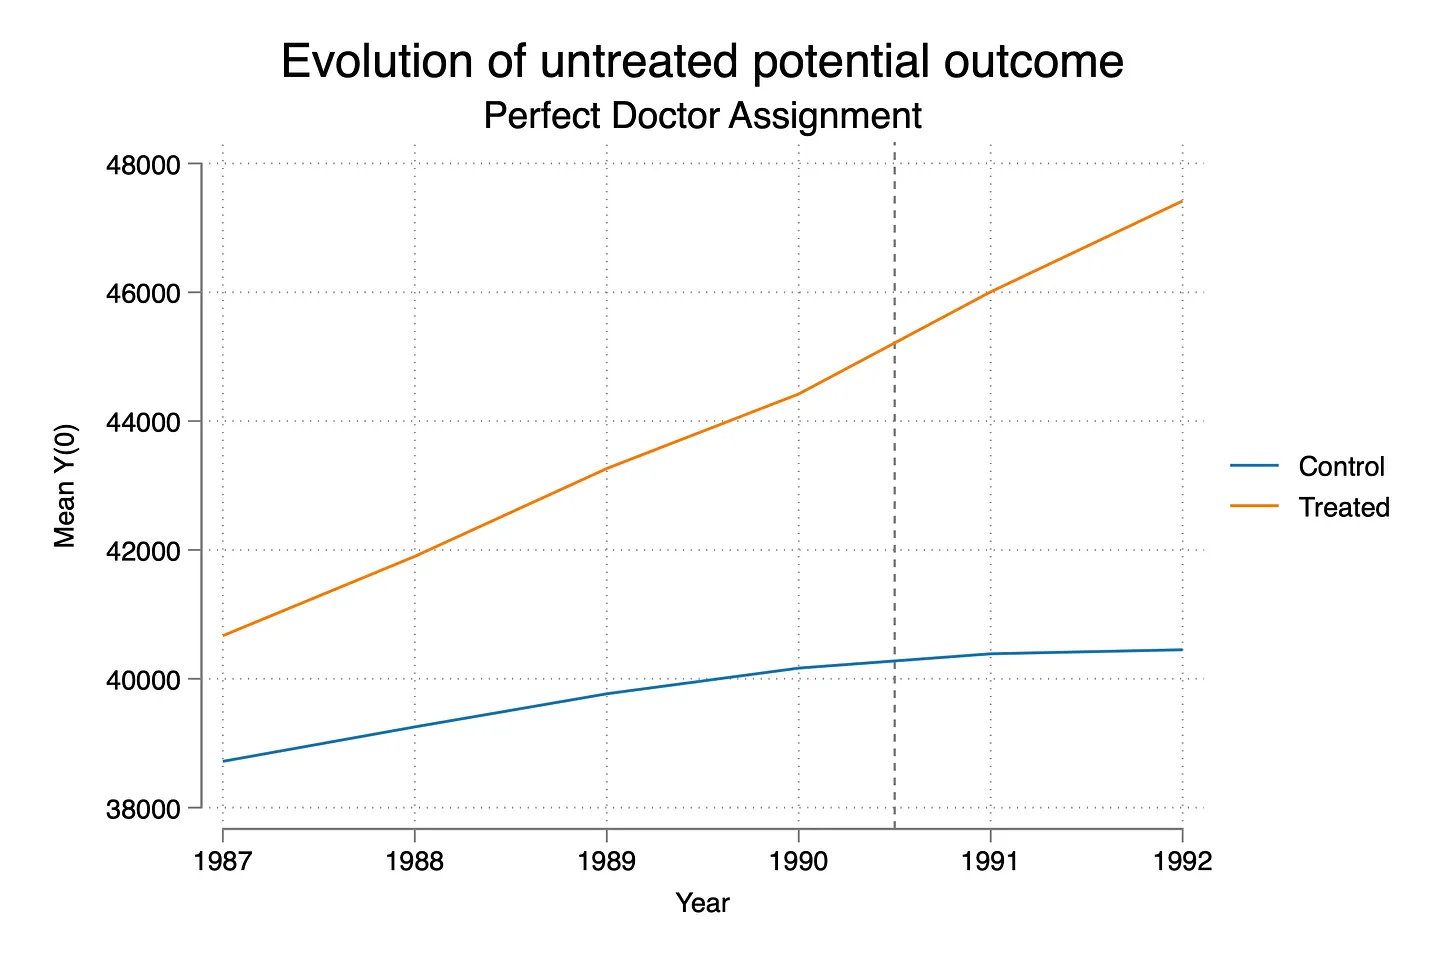 Evolution of untreated potential outcome
Perfect Doctor Assignment
48000
46000
44000
42000
40000
38000
Mean Y(0)
1987 1988 1989 1990 1991 1992
Year
Control
Treated